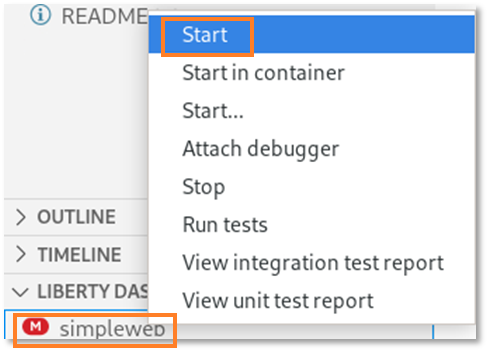 README
Start
Start in container
Start...
Attach debugger
Stop
Run tests
View integration test report
View unit test report
OUTLINE
TIMELINE
LIBERTY DAS
M simpleweb